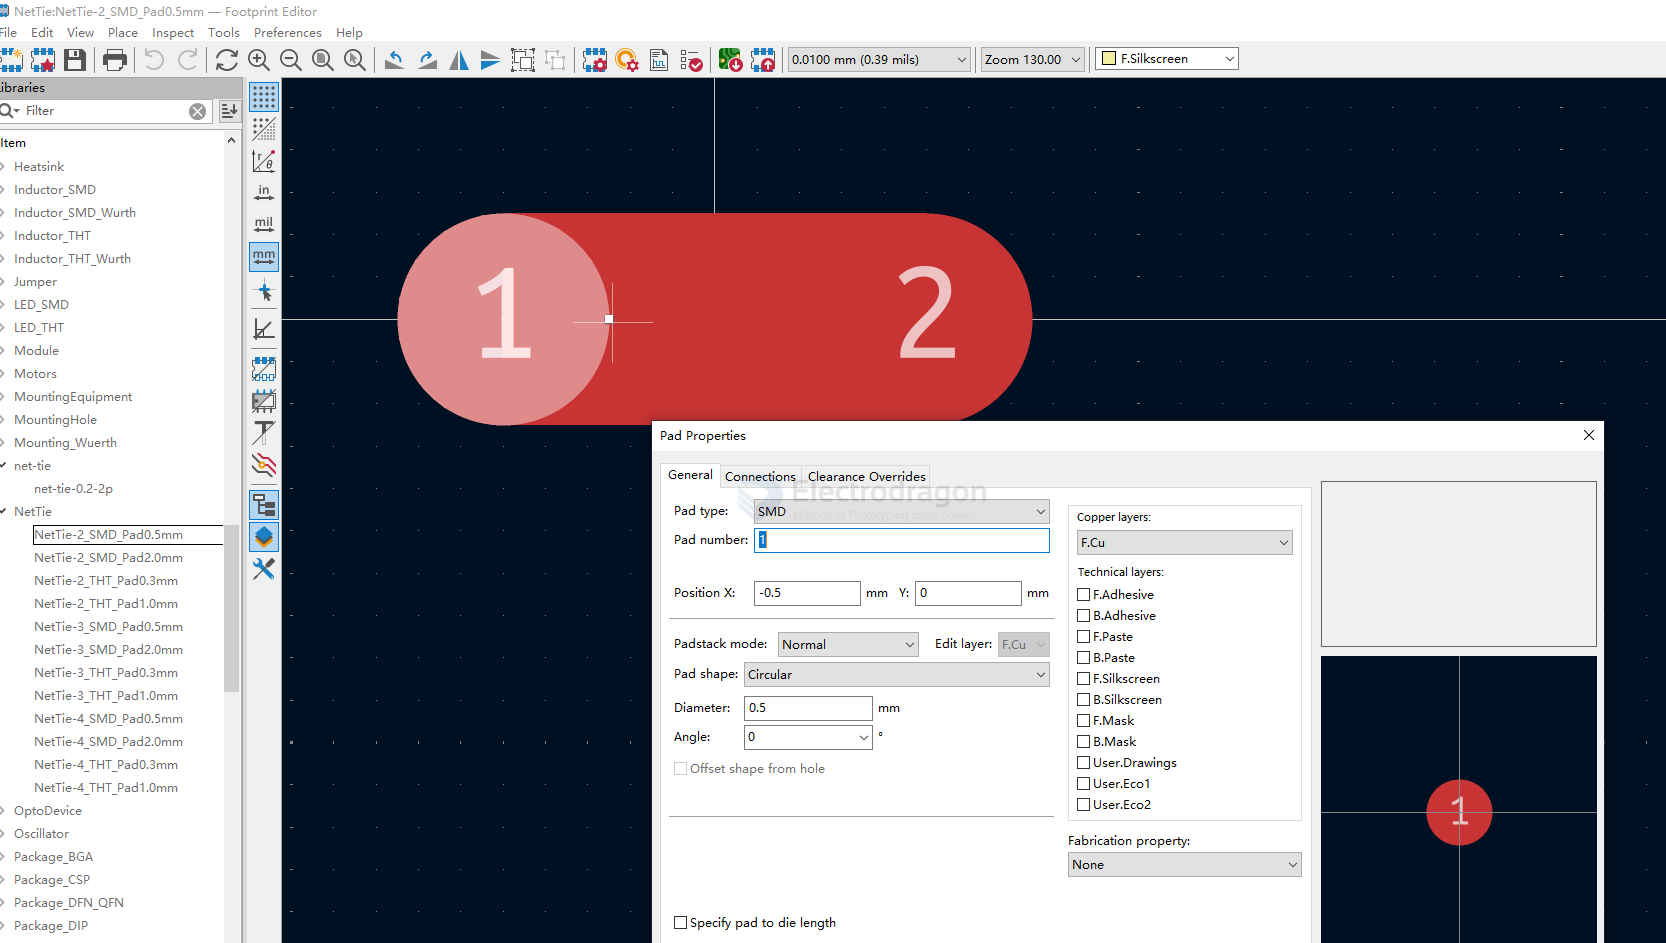 NetTie:NetTie-2_SMD_Pad0.5mm — Footprint Editor
File Edit View Place Inspect Tools Preferences Help
0.0100 mm (0.39 mils) Zoom 130.00 F.Silkscreen
Libraries
Filter
Item
Heatsink
Inductor_SMD
Inductor_SMD_Wurth
Inductor_THT
Inductor_THT_Wurth
Jumper
LED_SMD
LED_THT
Module
Motors
MountingEquipment
MountingHole
Mounting_Wuerth
net-tie
net-tie-0.2-2p
NetTie
NetTie-2_SMD_Pad0.5mm
NetTie-2_SMD_Pad2.0mm
NetTie-2_THT_Pad0.3mm
NetTie-2_THT_Pad1.0mm
NetTie-3_SMD_Pad0.5mm
NetTie-3_SMD_Pad2.0mm
NetTie-3_THT_Pad0.3mm
NetTie-3_THT_Pad1.0mm
NetTie-4_SMD_Pad0.5mm
NetTie-4_SMD_Pad2.0mm
NetTie-4_THT_Pad0.3mm
NetTie-4_THT_Pad1.0mm
OptoDevice
Oscillator
Package_BGA
Package_CSP
Package_DFN_QFN
Package_DIP
r θ
in
mil
mm
1 2
Pad Properties
General Connections Clearance Overrides
Electrodragon
Millions of Prototyping parts online!
Pad type: SMD
Pad number: 1
Position X: -0.5 mm Y: 0 mm
Padstack mode: Normal Edit layer: F.Cu
Pad shape: Circular
Diameter: 0.5 mm
Angle: 0 °
Offset shape from hole
Specify pad to die length
Copper layers:
F.Cu
Technical layers:
F.Adhesive
B.Adhesive
F.Paste
B.Paste
F.Silkscreen
B.Silkscreen
F.Mask
B.Mask
User.Drawings
User.Eco1
User.Eco2
Fabrication property:
None
1